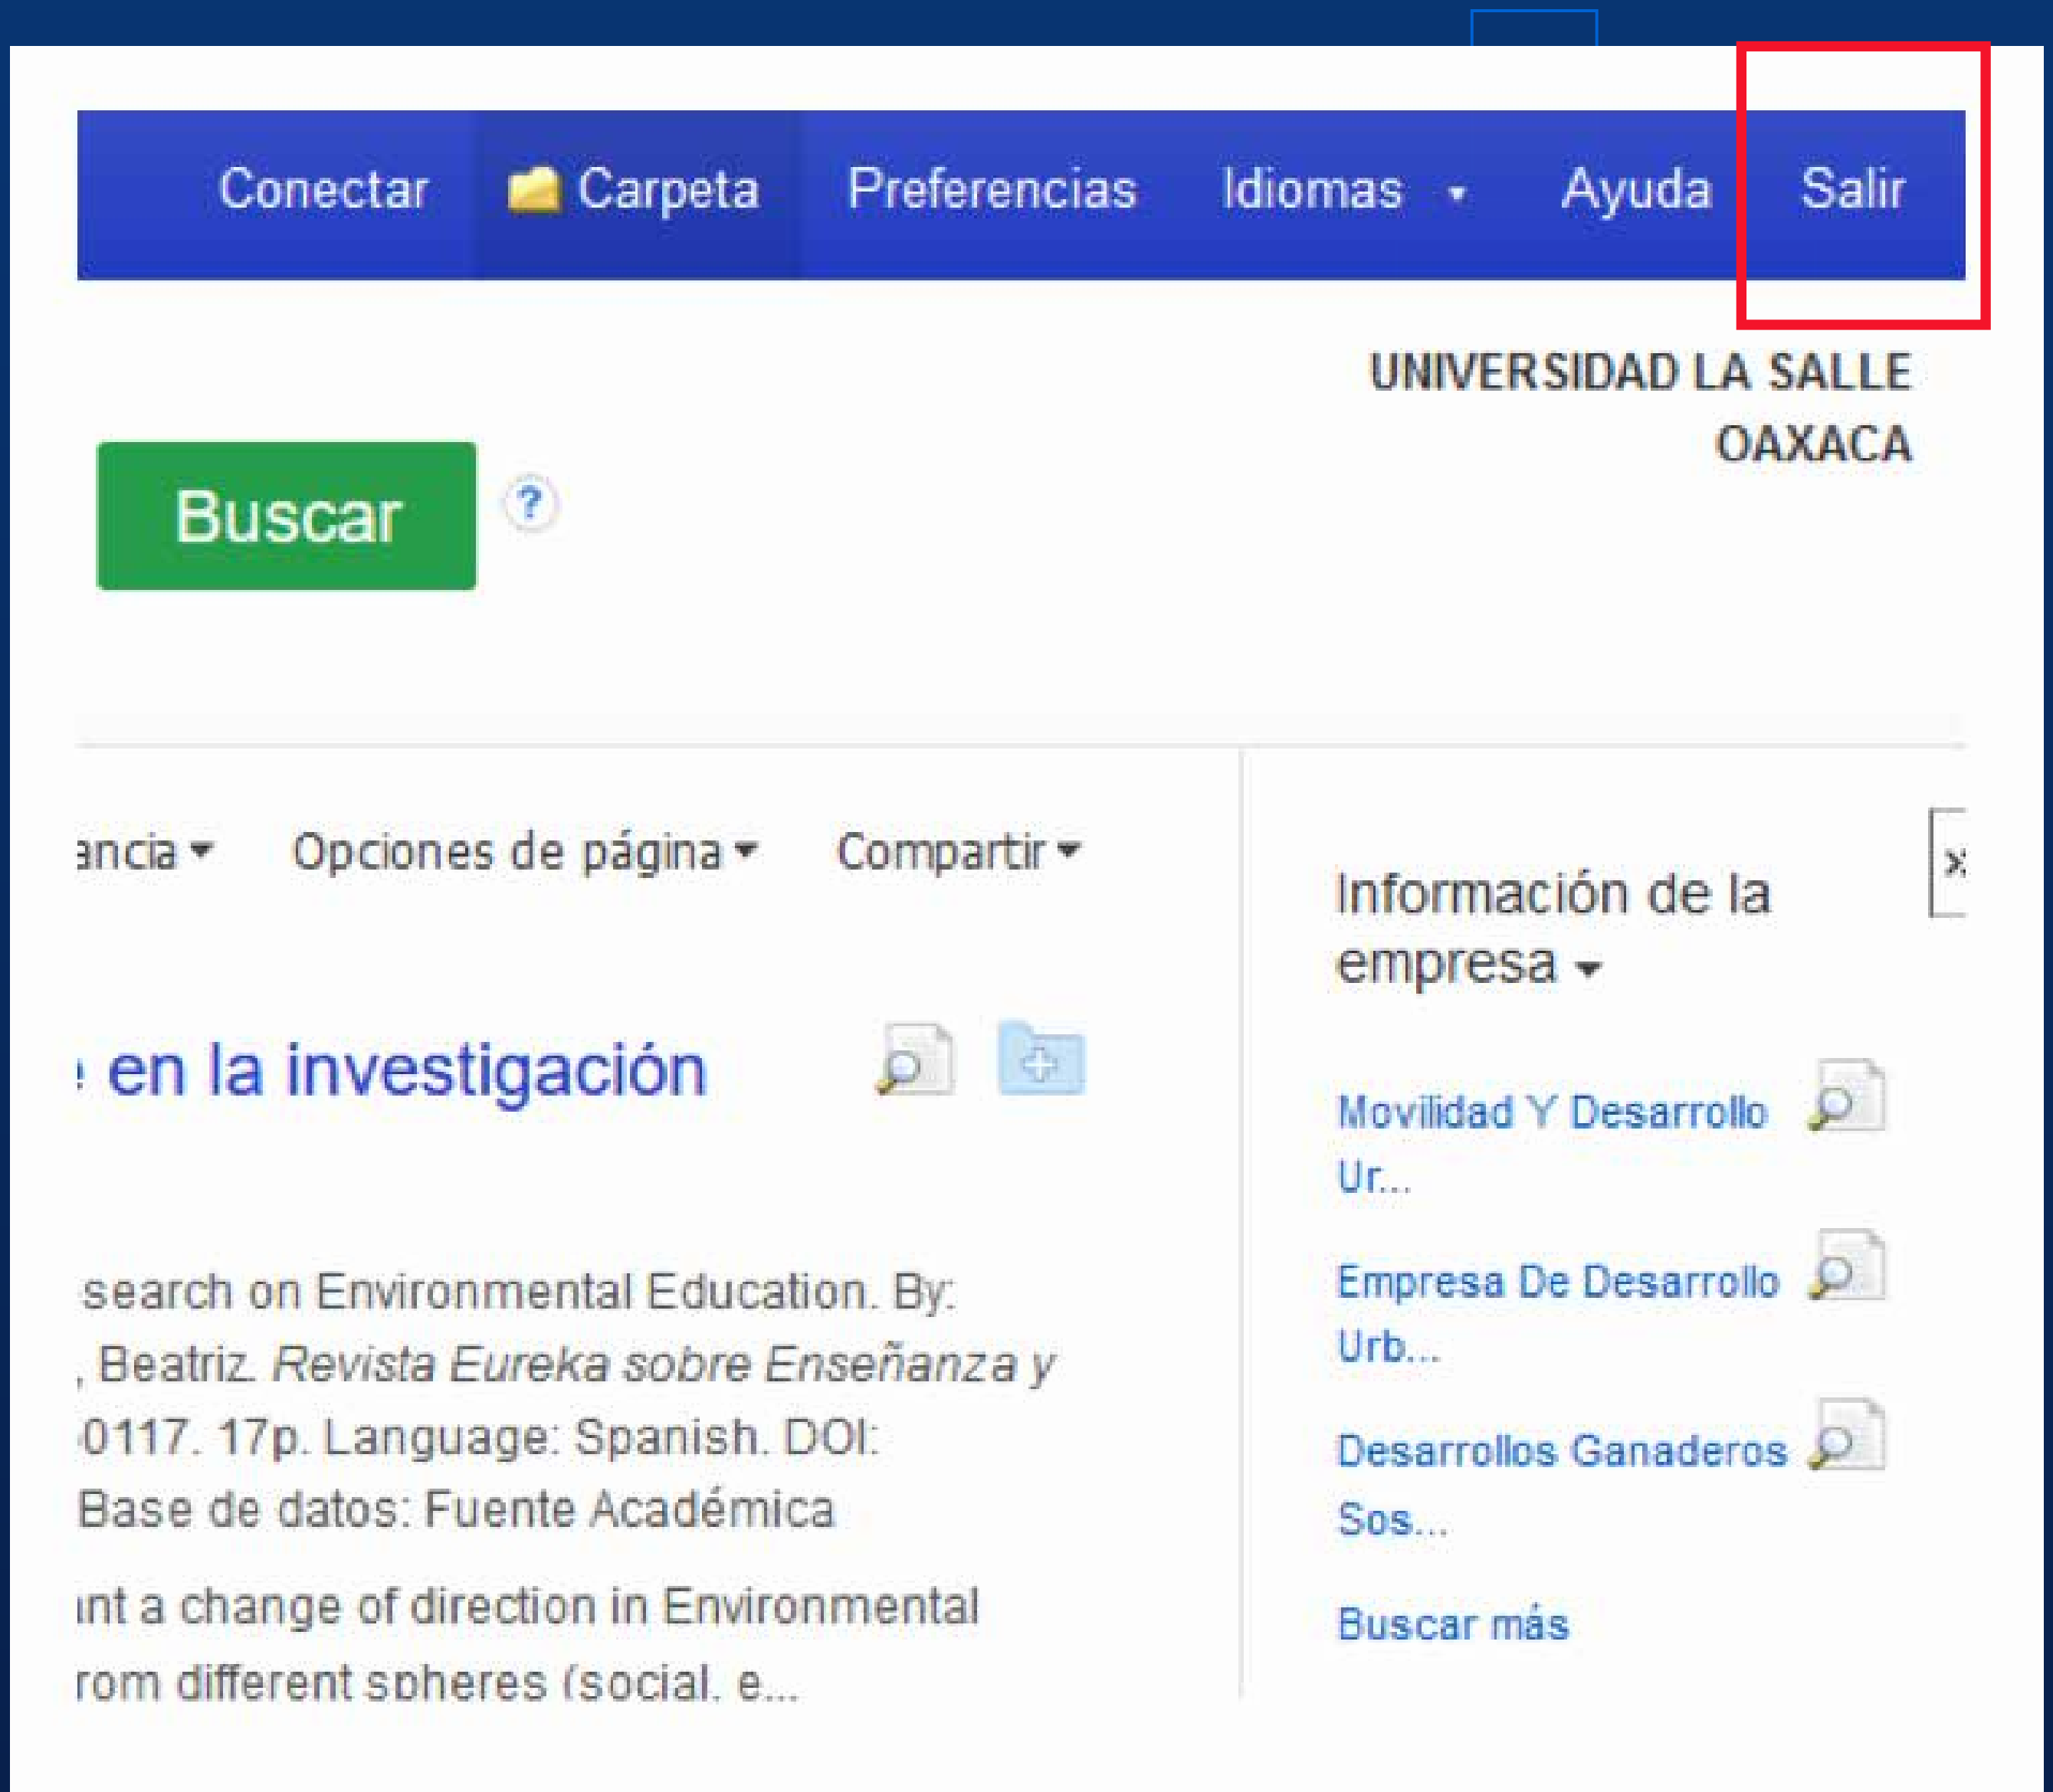 Conectar Carpeta Preferencias Idiomas Ayuda Salir
UNIVERSIDAD LA SALLE
OAXACA
Buscar ?
Opciones de página Compartir
Información de la
empresa
en la investigación
Movilidad Y Desarrollo
Ur...
Empresa De Desarrollo
Urb...
Desarrollos Ganaderos
Sos...
Buscar más
search on Environmental Education. By:
, Beatriz. Revista Eureka sobre Enseñanza y
0117. 17p. Language: Spanish. DOI:
Base de datos: Fuente Académica
a change of direction in Environmental
rom different spheres (social, e...